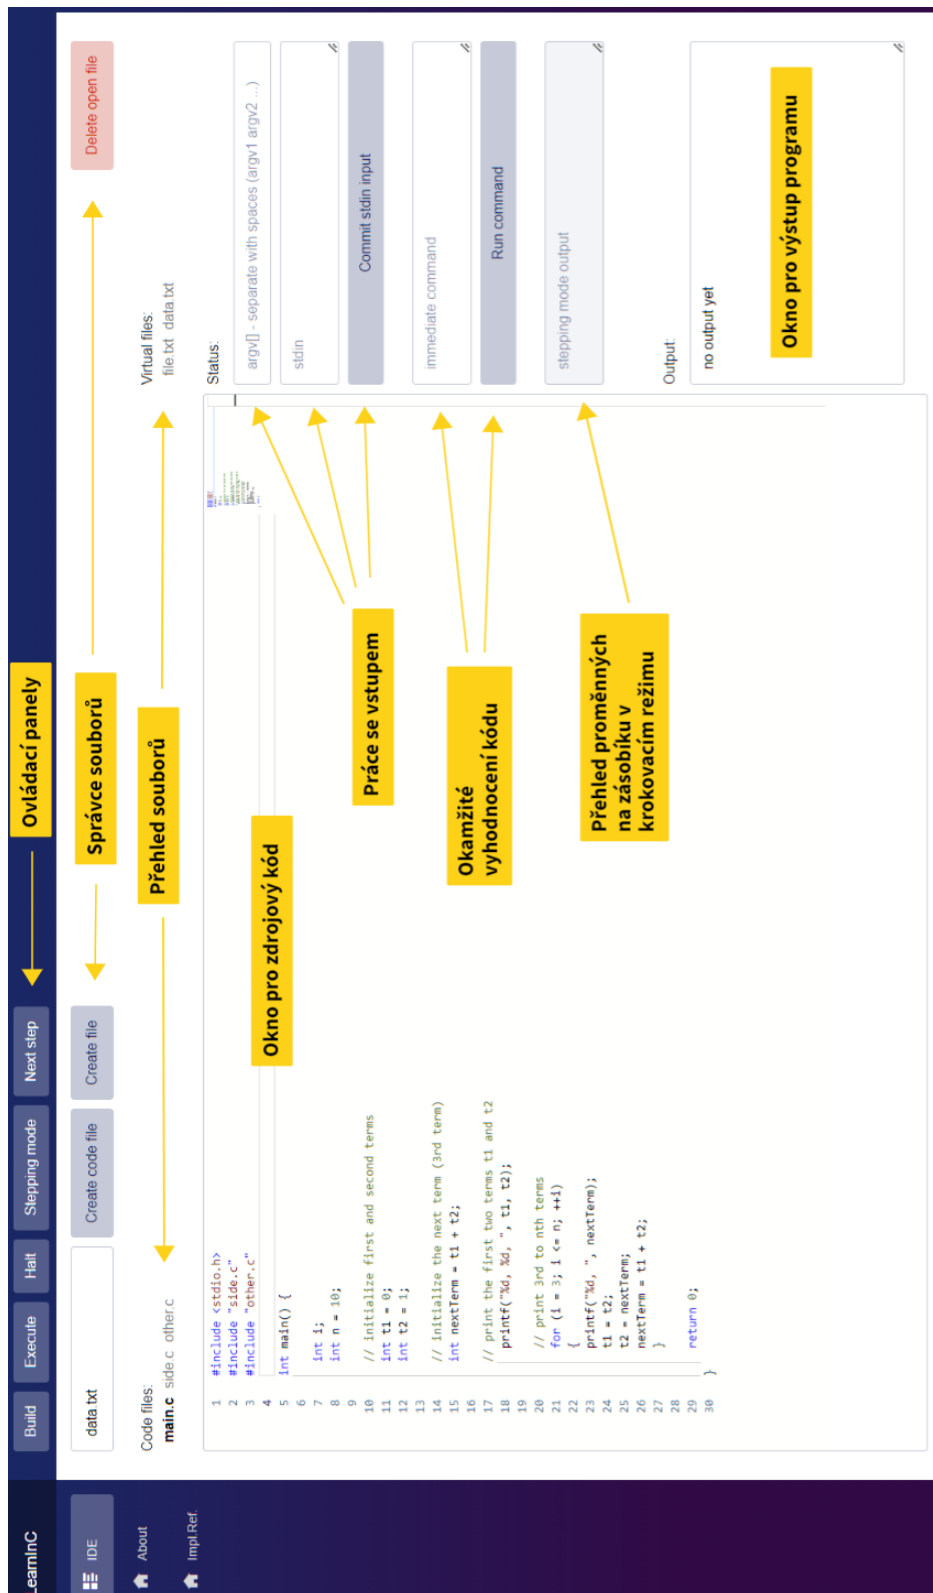 LearnInC
IDE
About
Impl.Ref.
Build
Execute
Halt
Stepping mode
Next step
Ovládací panely
data.txt
Create code file
Create file
Správce souborů
Delete open file
Code files:
main.c side.c other.c
Přehled souborů
Virtual files:
file.txt data.txt
Okno pro zdrojový kód
1 #include <stdio.h>
2 #include "side.c"
3 #include "other.c"
4
5 int main() {
6
7 int i;
8 int n = 10;
9
10 // initialize first and second terms
11 int t1 = 0;
12 int t2 = 1;
13
14 // initialize the next term (3rd term)
15 int nextTerm = t1 + t2;
16
17 // print the first two terms t1 and t2
18 printf("%d, %d, ", t1, t2);
19
20 // print 3rd to nth terms
21 for (i = 3; i <= n; ++i)
22 {
23 printf("%d, ", nextTerm);
24 t1 = t2;
25 t2 = nextTerm;
26 nextTerm = t1 + t2;
27 }
28
29 return 0;
30 }
Práce se vstupem
Okamžité
vyhodnocení kódu
Přehled proměnných
na zásobíku v
krokovacím režimu
Status:
argv[] - separate with spaces (argv1 argv2 ...)
stdin
Commit stdin input
immediate command
Run command
stepping mode output
Output:
no output yet
Okno pro výstup programu